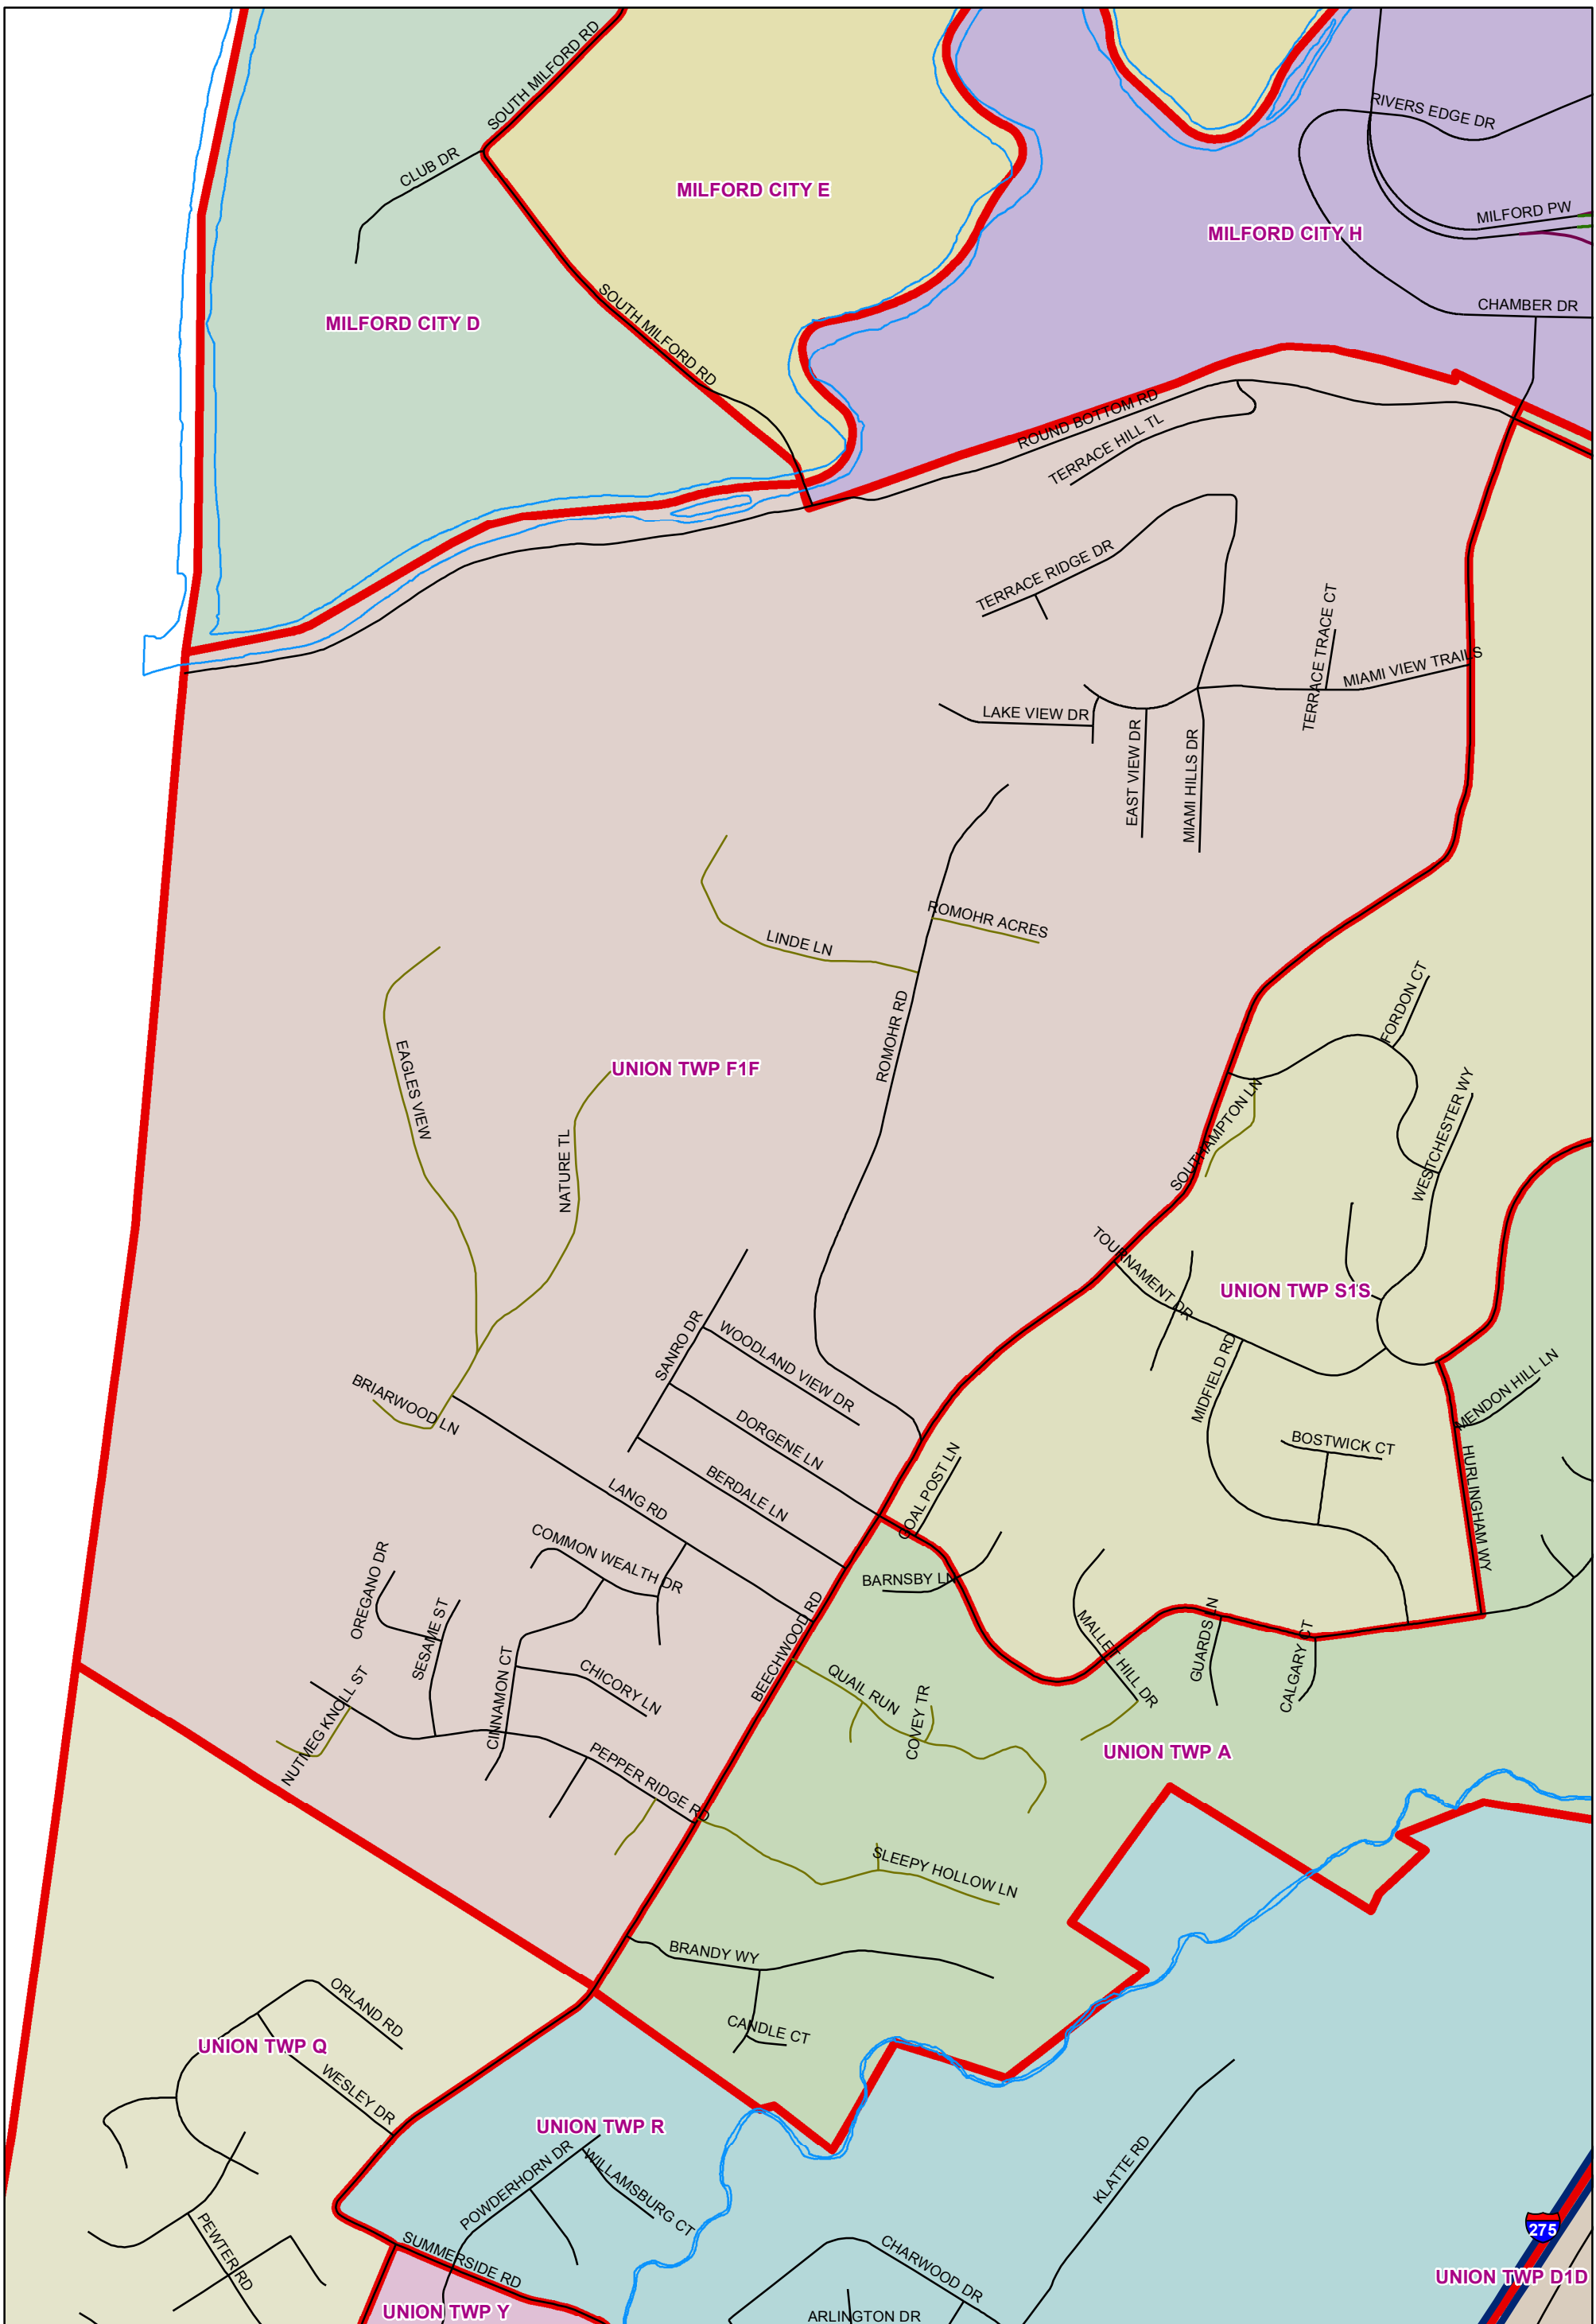 SOUTH MILFORD RD
RIVERS EDGE DR
CLUB DR
MILFORD CITY E
MILFORD PW
MILFORD CITY H
CHAMBER DR
MILFORD CITY D
SOUTH MILFORD RD
ROUND BOTTOM RD
TERRACE HILL TL
TERRACE RIDGE DR
TERRACE TRACE CT
MIAMI VIEW TRAILS
LAKE VIEW DR
EAST VIEW DR
MIAMI HILLS DR
ROMOHR ACRES
LINDE LN
FORDON CT
ROMOHR RD
EAGLES VIEW
UNION TWP F1F
SOUTHAMPTON LN
WESTCHESTER WY
NATURE TL
TOURNAMENT DR
UNION TWP S1S
SANRO DR
WOODLAND VIEW DR
MIDFIELD RD
MENDON HILL LN
BRIARWOOD LN
DORGENE LN
BOSTWICK CT
BERDALE LN
GOAL POST LN
HURLINGHAM WY
LANG RD
COMMON WEALTH DR
OREGANO DR
BARNSBY LN
SESAME ST
BEECHWOOD RD
MALLET HILL DR
GUARDS LN
CALGARY CT
CINNAMON CT
CHICORY LN
QUAIL RUN
COVEY TR
NUTMEG KNOLL ST
UNION TWP A
PEPPER RIDGE RD
SLEEPY HOLLOW LN
BRANDY WY
ORLAND RD
CANDLE CT
UNION TWP Q
WESLEY DR
UNION TWP R
POWDERHORN DR
WILLAMSBURG CT
KLATTE RD
PEWTER RD
SUMMERSIDE RD
CHARWOOD DR
275
UNION TWP D1D
UNION TWP Y
ARLINGTON DR